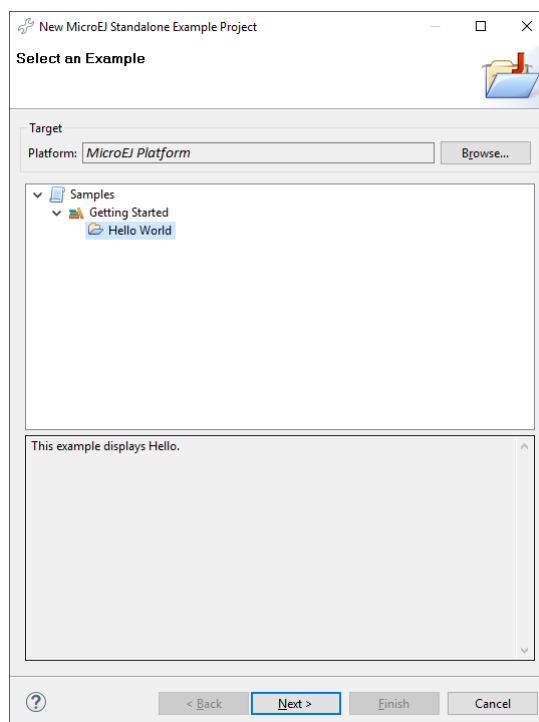 New MicroEJ Standalone Example Project
Select an Example
Target
Platform: MicroEJ Platform Browse...
Samples
Getting Started
Hello World
This example displays Hello.
< Back Next > Finish Cancel